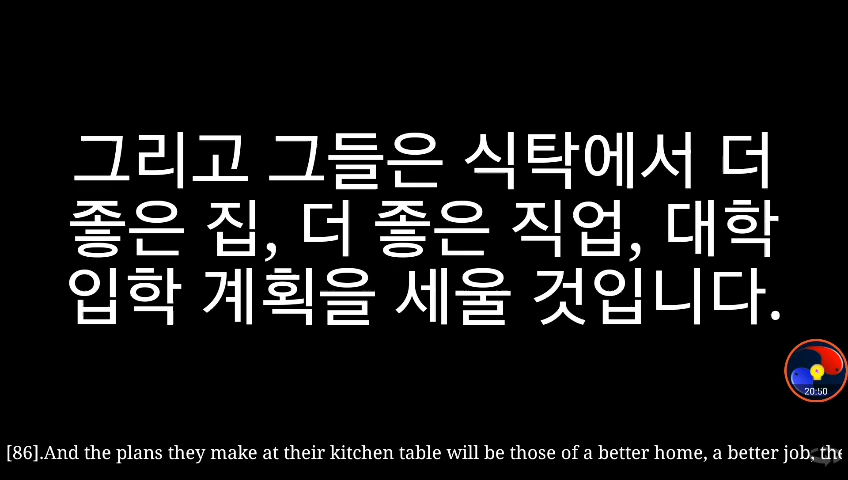 그리고 그들은 식탁에서 더
좋은 집, 더 좋은 직업, 대학
입학 계획을 세울 것입니다.
20:50
[86].And the plans they make at their kitchen table will be those of a better home, a better job, the